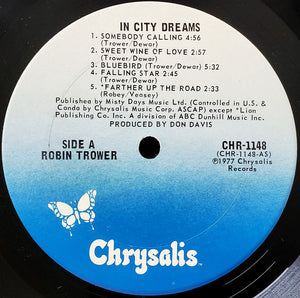 IN CITY DREAMS
1. SOMEBODY CALLING 4:56
(Trower/Dewar)
2. SWEET WINE OF LOVE 2:57
(Trower/Dewar)
3. BLUEBIRD (Trower/Dewar) 5:32
4. FALLING STAR 2:45
(Trower/Dewar)
5. *FARTHER UP THE ROAD 2:33
(Robey/Veasey)
Published by Misty Days Music Ltd. (Controlled in U.S. &
Canda by Chrysalis Music Corp. ASCAP) except *Lion
Publishing Co. Inc. A division of ABC Dunhill Music Inc.
PRODUCED BY DON DAVIS
SIDE A
ROBIN TROWER
CHR-1148
(CHR-1148-AS)
℗1977 Chrysalis
Records
Chrysalis